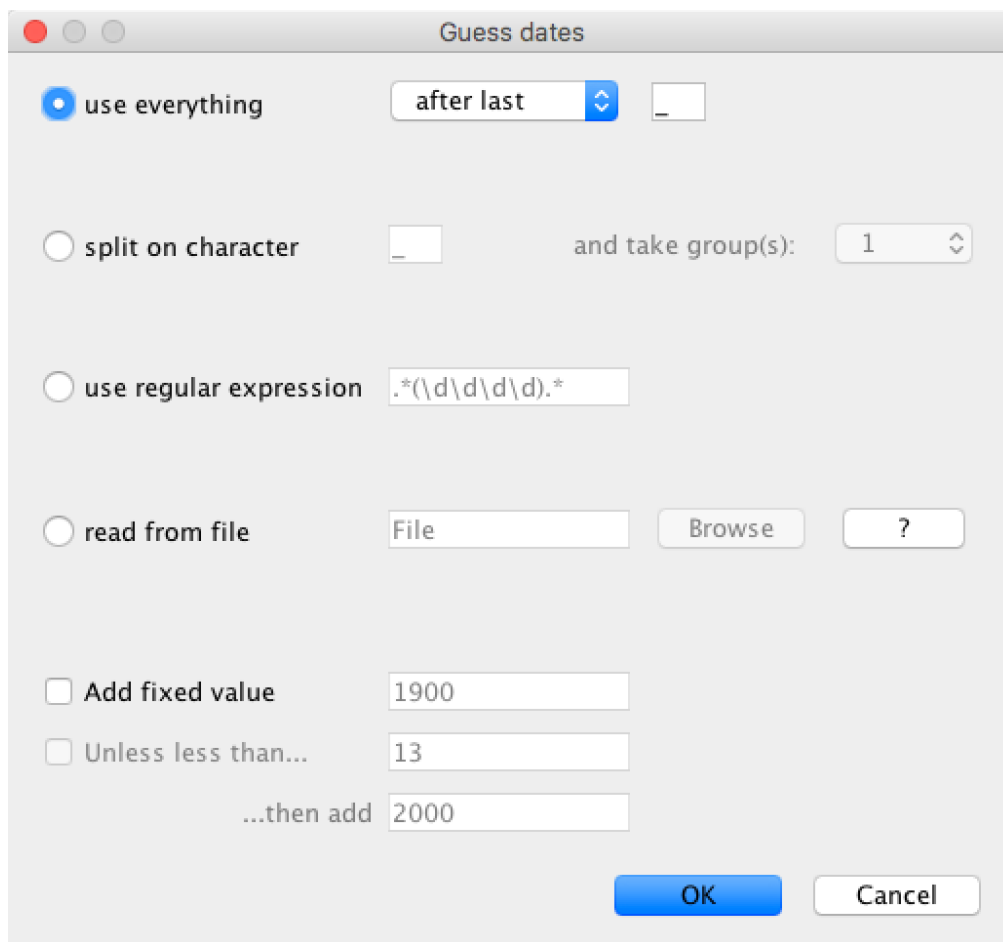 Guess dates
use everything after last _
split on character _ and take group(s): 1
use regular expression .*(\d\d\d\d).*
read from file File Browse ?
Add fixed value 1900
Unless less than... 13
...then add 2000
OK Cancel